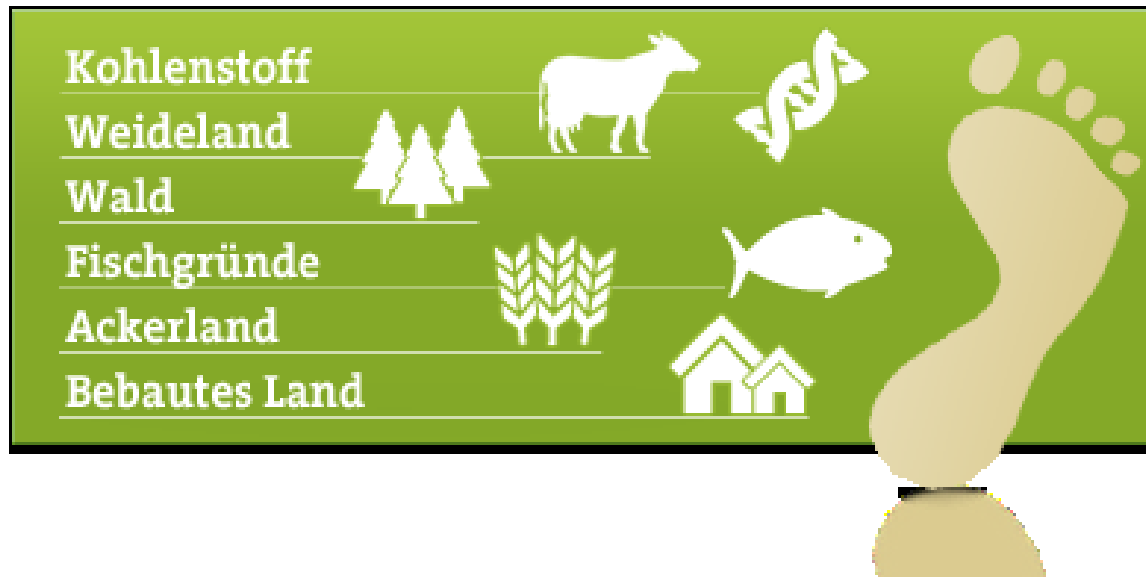 Kohlenstoff
Weideland
Wald
Fischgründe
Ackerland
Bebautes Land